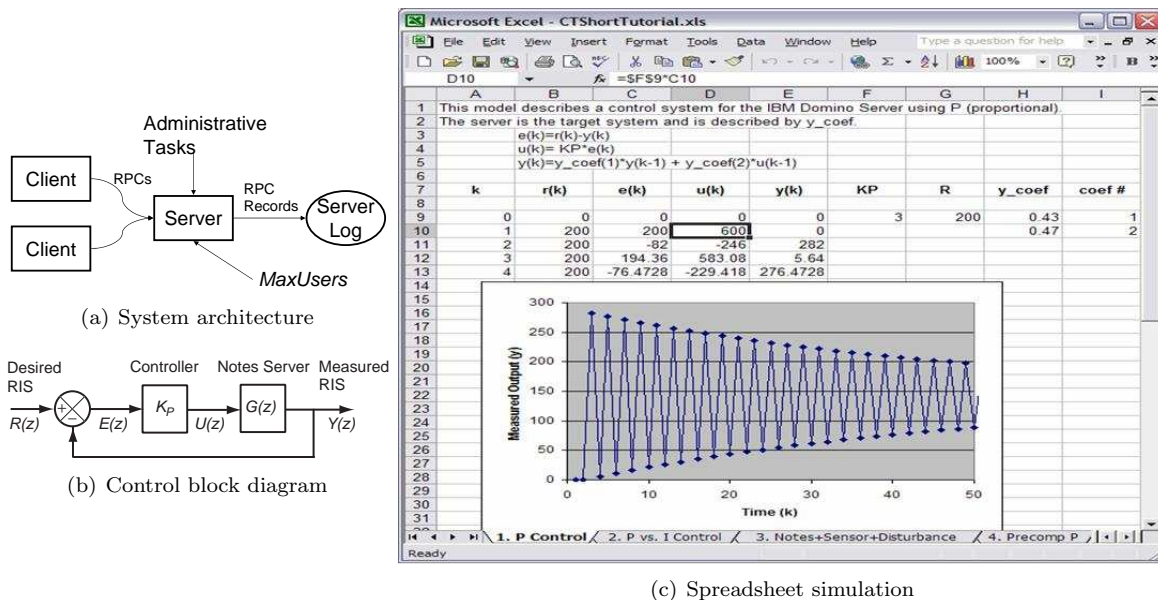 Administrative
Tasks
Client
RPCs
Server
RPC
Records
Server
Log
Client
MaxUsers
(a) System architecture
Desired
RIS
Controller
Notes Server
Measured
RIS
+
−
K_P
G(z)
R(z)
E(z)
U(z)
Y(z)
(b) Control block diagram
Microsoft Excel - CTShortTutorial.xls
File Edit View Insert Format Tools Data Window Help Type a question for help
100%
D10 fx =$F$9*C10
A B C D E F G H I
1 This model describes a control system for the IBM Domino Server using P (proportional).
2 The server is the target system and is described by y_coef.
3 e(k)=r(k)-y(k)
4 u(k)= KP*e(k)
5 y(k)=y_coef(1)*y(k-1) + y_coef(2)*u(k-1)
6
7 k r(k) e(k) u(k) y(k) KP R y_coef coef #
8
9 0 0 0 0 0 3 200 0.43 1
10 1 200 200 600 0 0.47 2
11 2 200 -82 -246 282
12 3 200 194.36 583.08 5.64
13 4 200 -76.4728 -229.418 276.4728
14
15
16
17
18
19
20
21
22
23
24
25
26
27
28
29
30
31
300
250
200
150
100
50
0
Measured Output (y)
0 10 20 30 40 50
Time (k)
1. P Control / 2. P vs. I Control / 3. Notes+Sensor+Disturbance / 4. Precomp P
Ready
(c) Spreadsheet simulation